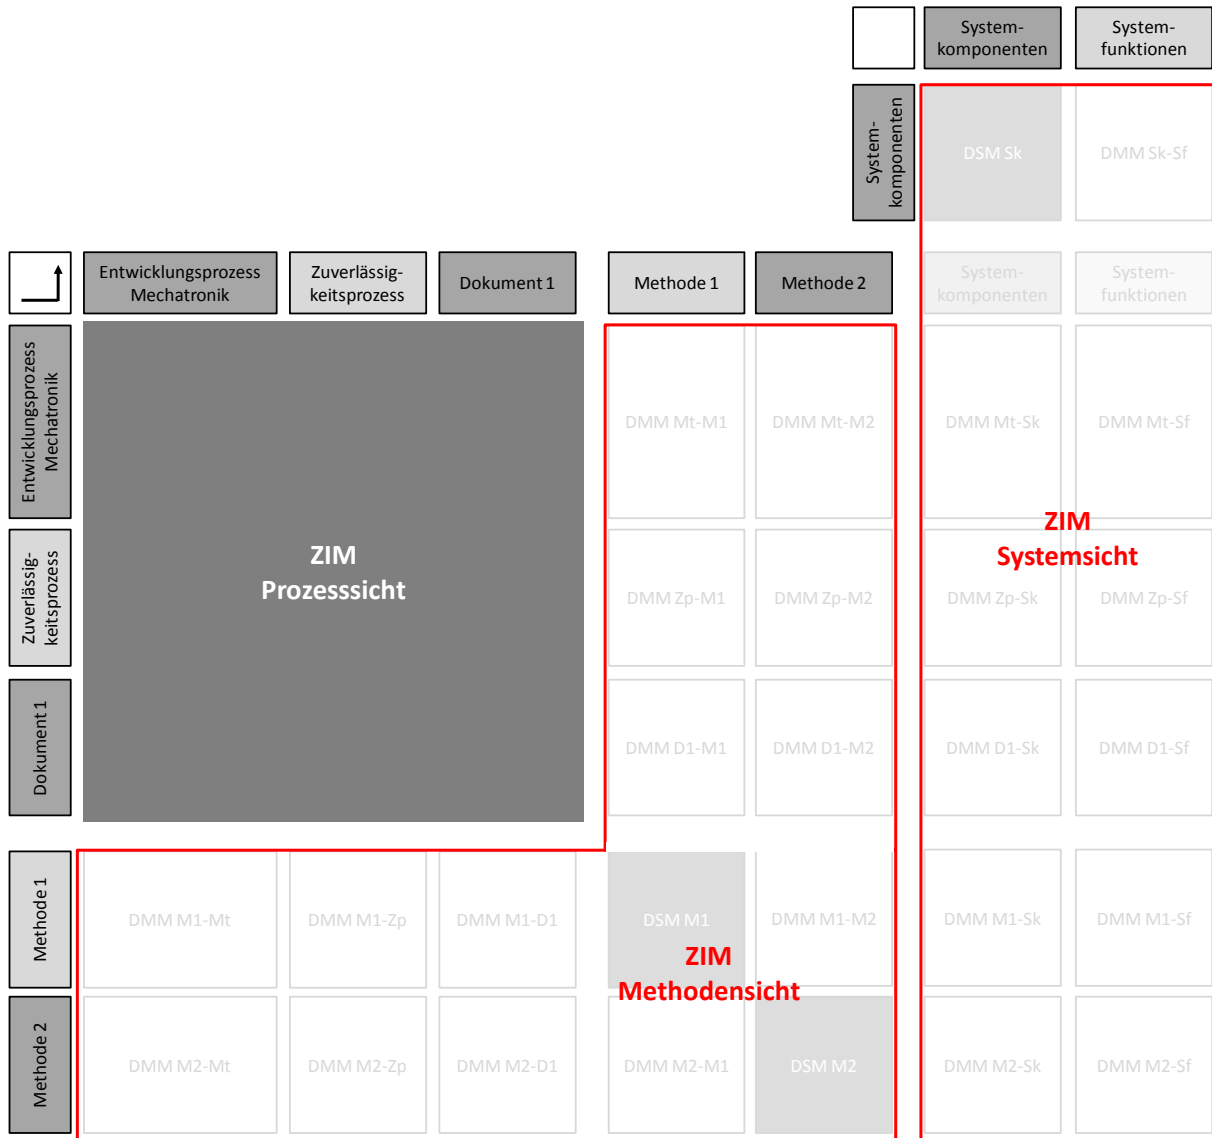 System-
komponenten
System-
funktionen
System-
komponenten
DSM Sk
DMM Sk-Sf
Entwicklungsprozess
Mechatronik
Zuverlässig-
keitsprozess
Dokument 1
Methode 1
Methode 2
System-
komponenten
System-
funktionen
Entwicklungsprozess
Mechatronik
ZIM
Prozesssicht
DMM Mt-M1
DMM Mt-M2
DMM Mt-Sk
DMM Mt-Sf
ZIM
Systemsicht
Zuverlässig-
keitsprozess
DMM Zp-M1
DMM Zp-M2
DMM Zp-Sk
DMM Zp-Sf
Dokument 1
DMM D1-M1
DMM D1-M2
DMM D1-Sk
DMM D1-Sf
Methode 1
DMM M1-Mt
DMM M1-Zp
DMM M1-D1
DSM M1
DMM M1-M2
DMM M1-Sk
DMM M1-Sf
ZIM
Methodensicht
Methode 2
DMM M2-Mt
DMM M2-Zp
DMM M2-D1
DMM M2-M1
DSM M2
DMM M2-Sk
DMM M2-Sf